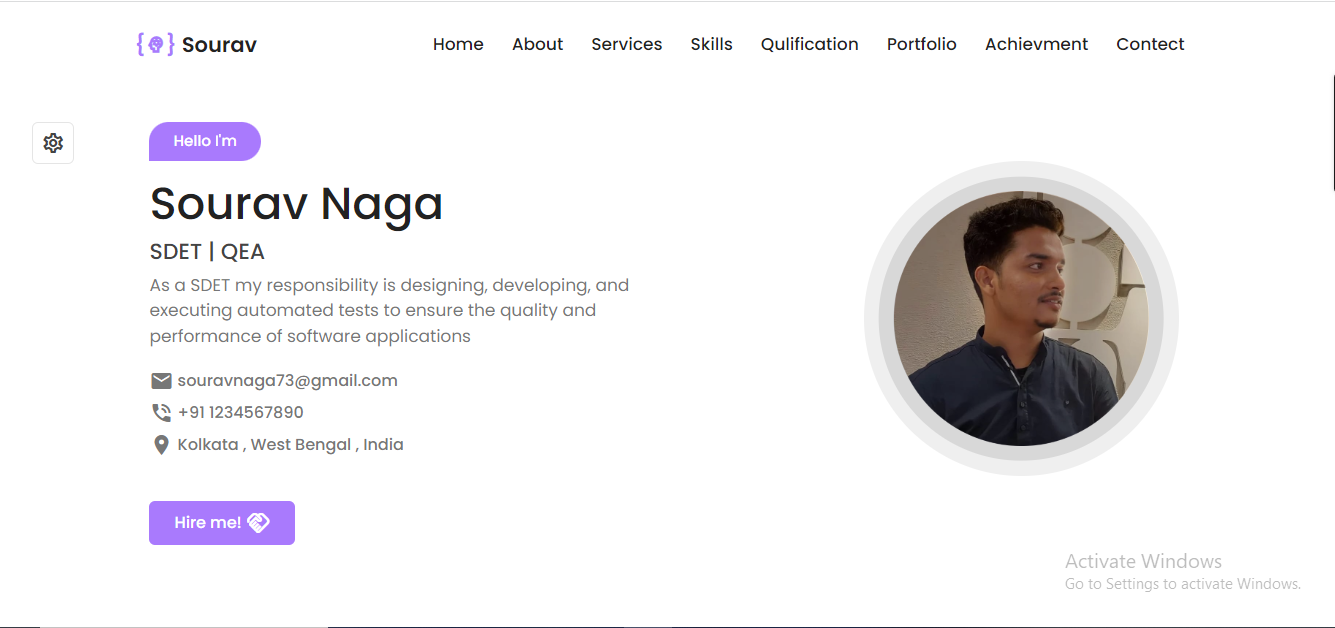 Sourav
Home About Services Skills Qulification Portfolio Achievment Contect
Hello I'm
Sourav Naga
SDET | QEA
As a SDET my responsibility is designing, developing, and
executing automated tests to ensure the quality and
performance of software applications
souravnaga73@gmail.com
+91 1234567890
Kolkata , West Bengal , India
Hire me!
Activate Windows
Go to Settings to activate Windows.